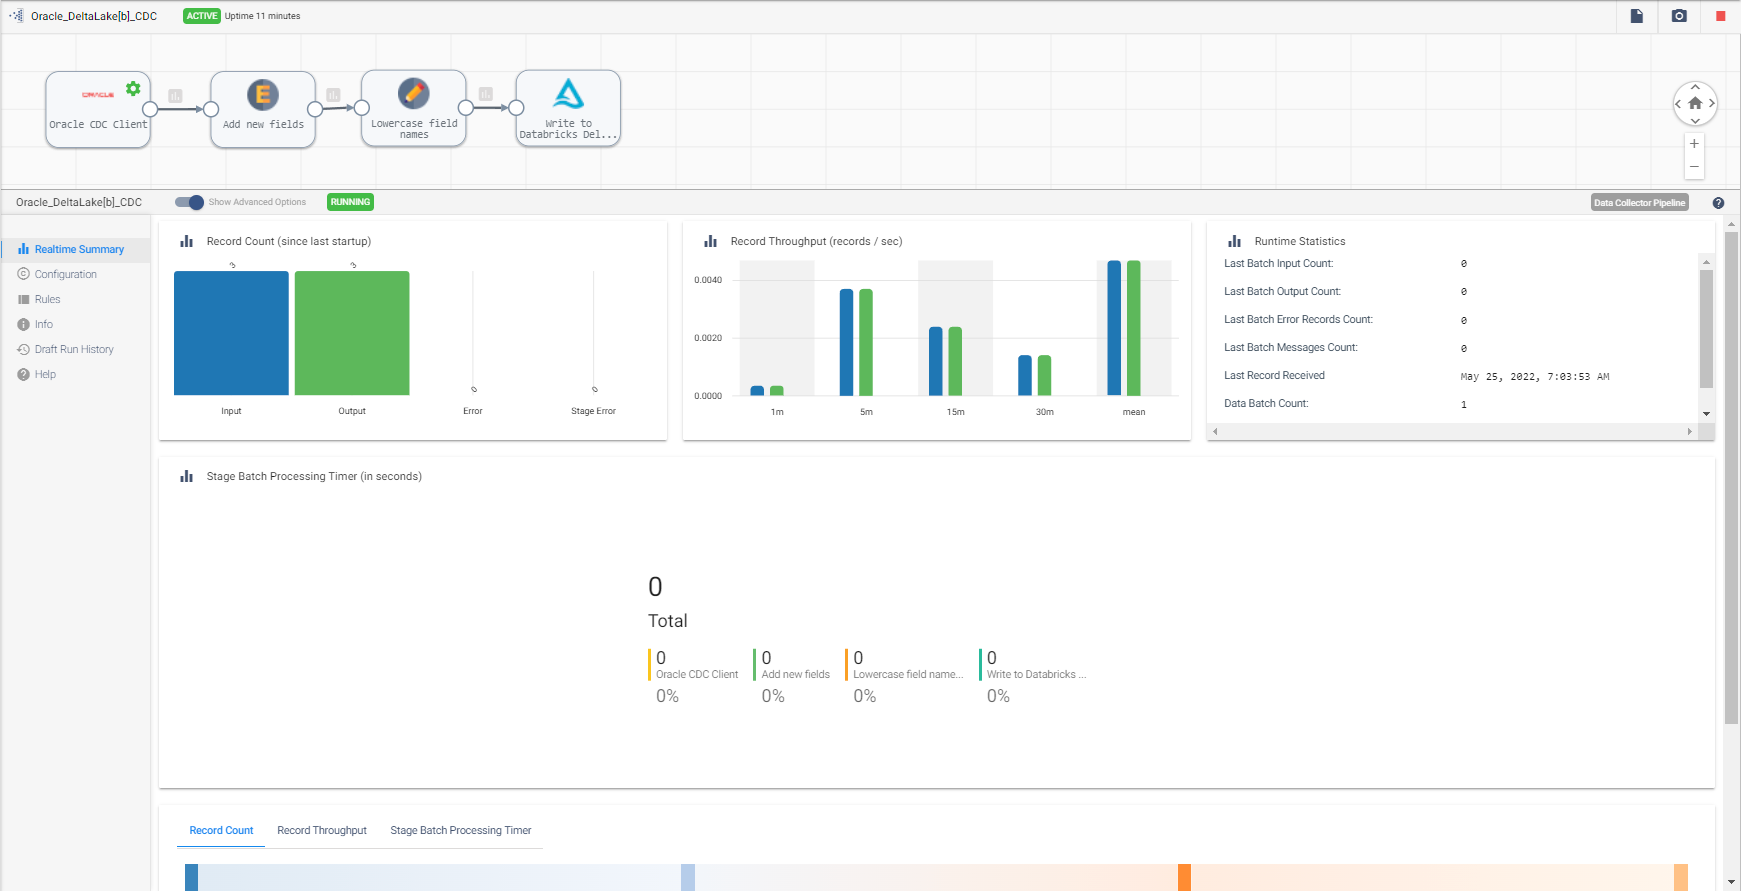 Oracle_DeltaLake[b]_CDC ACTIVE Uptime 11 minutes
ORACLE
E
Oracle CDC Client
Add new fields
Lowercase field
names
Write to
Databricks Del...
+
−
Oracle_DeltaLake[b]_CDC Show Advanced Options RUNNING Data Collector Pipeline ?
Realtime Summary
Configuration
Rules
Info
Draft Run History
Help
Record Count (since last startup)
3 3 0 0
Input Output Error Stage Error
Record Throughput (records / sec)
0.0040
0.0020
0.0000
1m 5m 15m 30m mean
Runtime Statistics
Last Batch Input Count: 0
Last Batch Output Count: 0
Last Batch Error Records Count: 0
Last Batch Messages Count: 0
Last Record Received May 25, 2022, 7:03:53 AM
Data Batch Count: 1
Stage Batch Processing Timer (in seconds)
0
Total
0 0 0 0
Oracle CDC Client Add new fields Lowercase field name... Write to Databricks ...
0% 0% 0% 0%
Record Count Record Throughput Stage Batch Processing Timer